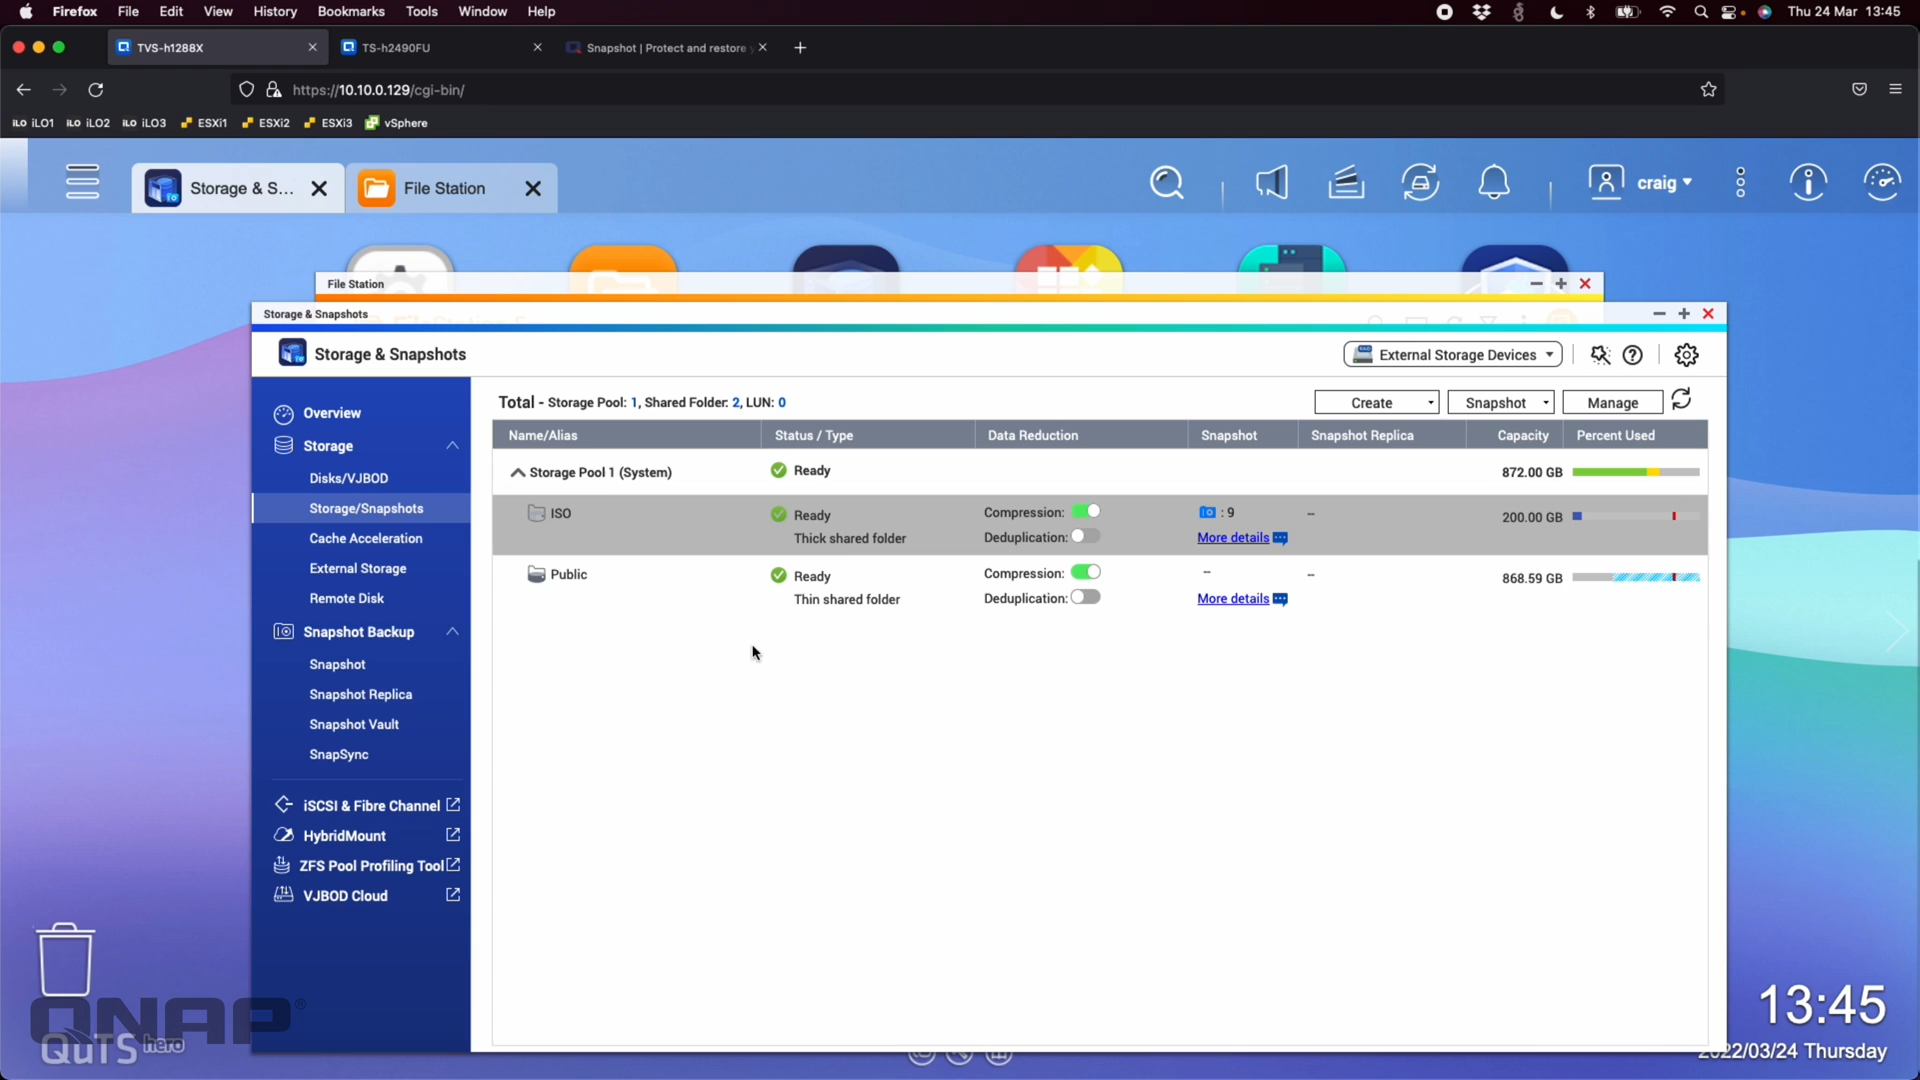 Firefox File Edit View History Bookmarks Tools Window Help Thu 24 Mar 13:45
TVS-h1288X TS-h2490FU Snapshot | Protect and restore y
https://10.10.0.129/cgi-bin/
iLO iLO1 iLO iLO2 iLO iLO3 ESXi1 ESXi2 ESXi3 vSphere
Storage & S... File Station craig
File Station
Storage & Snapshots
Storage & Snapshots External Storage Devices
Overview
Storage
Disks/VJBOD
Storage/Snapshots
Cache Acceleration
External Storage
Remote Disk
Snapshot Backup
Snapshot
Snapshot Replica
Snapshot Vault
SnapSync
iSCSI & Fibre Channel
HybridMount
ZFS Pool Profiling Tool
VJBOD Cloud
Total - Storage Pool: 1, Shared Folder: 2, LUN: 0 Create Snapshot Manage
Name/Alias Status / Type Data Reduction Snapshot Snapshot Replica Capacity Percent Used
Storage Pool 1 (System) Ready 872.00 GB
ISO Ready Compression: : 9 -- 200.00 GB
Thick shared folder Deduplication: More details
Public Ready Compression: -- -- 868.59 GB
Thin shared folder Deduplication: More details
QNAP®
QuTS hero
13:45
2022/03/24 Thursday